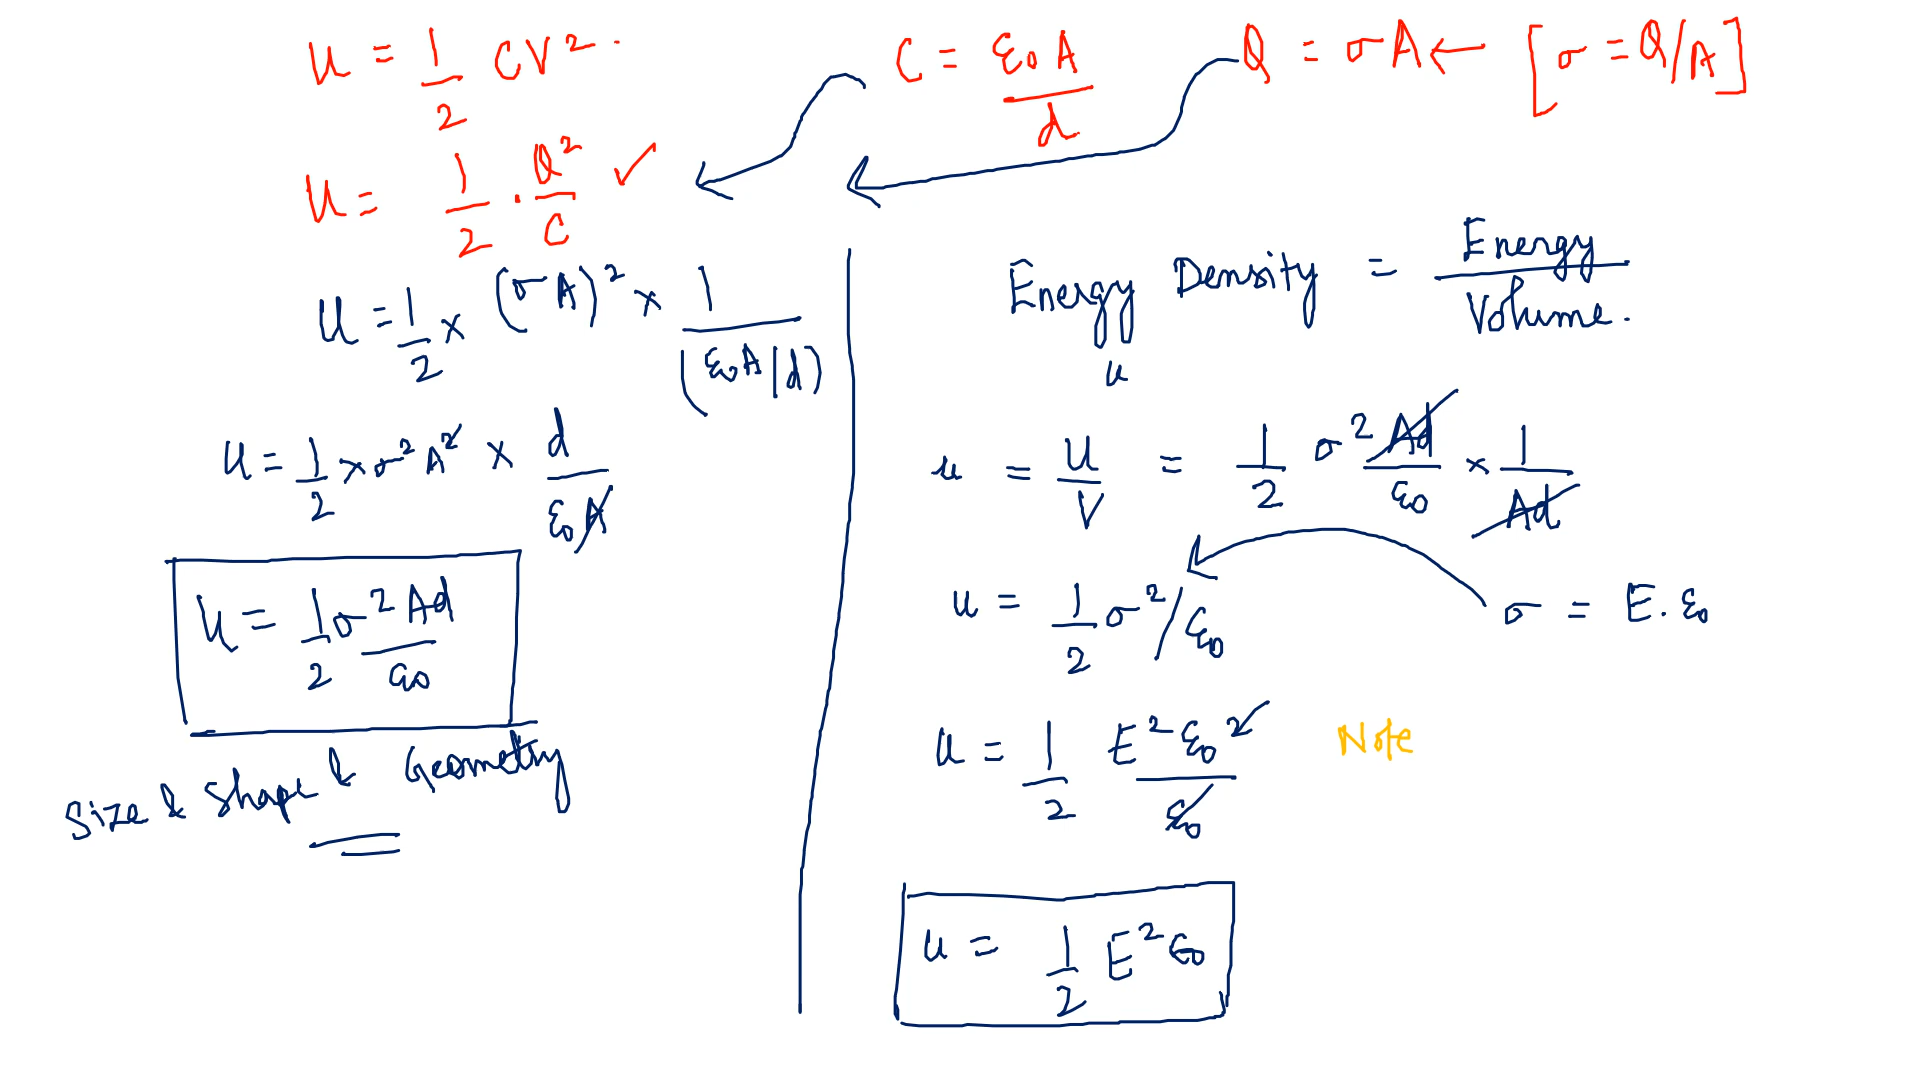 U = 1/2 CV².
C = ε₀A/d
Q = σA ← [σ = Q/A]
U = 1/2 · Q²/C ✓
U = 1/2 × (σA)² × 1/(ε₀A/d)
U = 1/2 × σ²A² × d/ε₀A
U = 1/2 σ² Ad/ε₀
Size & Shape & Geometry
Energy Density = Energy/Volume.
u
u = U/V = 1/2 σ² Ad/ε₀ × 1/Ad
u = 1/2 σ²/ε₀
σ = E.ε₀
u = 1/2 E²ε₀²/ε₀
Note
u = 1/2 E²ε₀